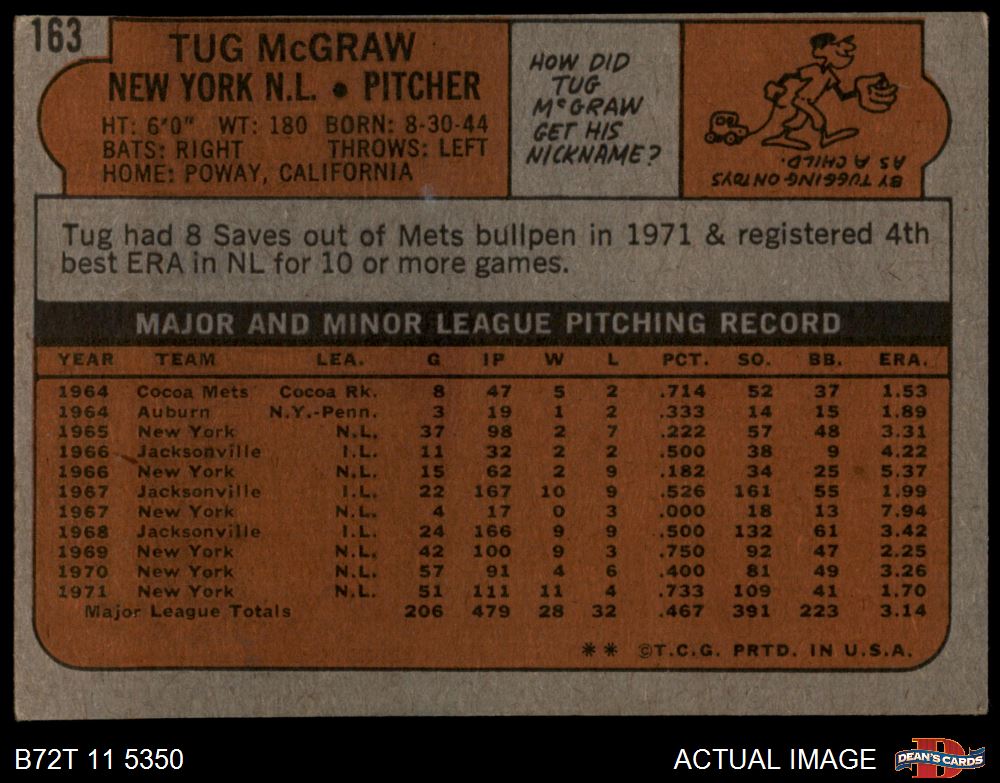 163
TUG McGRAW
NEW YORK N.L. • PITCHER
HT: 6'0" WT: 180 BORN: 8-30-44
BATS: RIGHT THROWS: LEFT
HOME: POWAY, CALIFORNIA
HOW DID
TUG
McGRAW
GET HIS
NICKNAME?
BY TUGGING ON TOYS
AS A CHILD.
Tug had 8 Saves out of Mets bullpen in 1971 & registered 4th
best ERA in NL for 10 or more games.
MAJOR AND MINOR LEAGUE PITCHING RECORD
YEAR TEAM LEA. G IP W L PCT. SO. BB. ERA.
1964 Cocoa Mets Cocoa Rk. 8 47 5 2 .714 52 37 1.53
1964 Auburn N.Y.-Penn. 3 19 1 2 .333 14 15 1.89
1965 New York N.L. 37 98 2 7 .222 57 48 3.31
1966 Jacksonville I.L. 11 32 2 2 .500 38 9 4.22
1966 New York N.L. 15 62 2 9 .182 34 25 5.37
1967 Jacksonville I.L. 22 167 10 9 .526 161 55 1.99
1967 New York N.L. 4 17 0 3 .000 18 13 7.94
1968 Jacksonville I.L. 24 166 9 9 .500 132 61 3.42
1969 New York N.L. 42 100 9 3 .750 92 47 2.25
1970 New York N.L. 57 91 4 6 .400 81 49 3.26
1971 New York N.L. 51 111 11 4 .733 109 41 1.70
Major League Totals 206 479 28 32 .467 391 223 3.14
** ©T.C.G. PRTD. IN U.S.A.
B72T 11 5350
ACTUAL IMAGE
D
DEAN'S CARDS